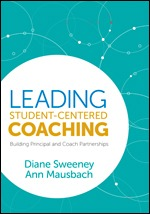 LEADING
STUDENT-CENTERED
COACHING
Building Principal and Coach Partnerships
Diane Sweeney
Ann Mausbach